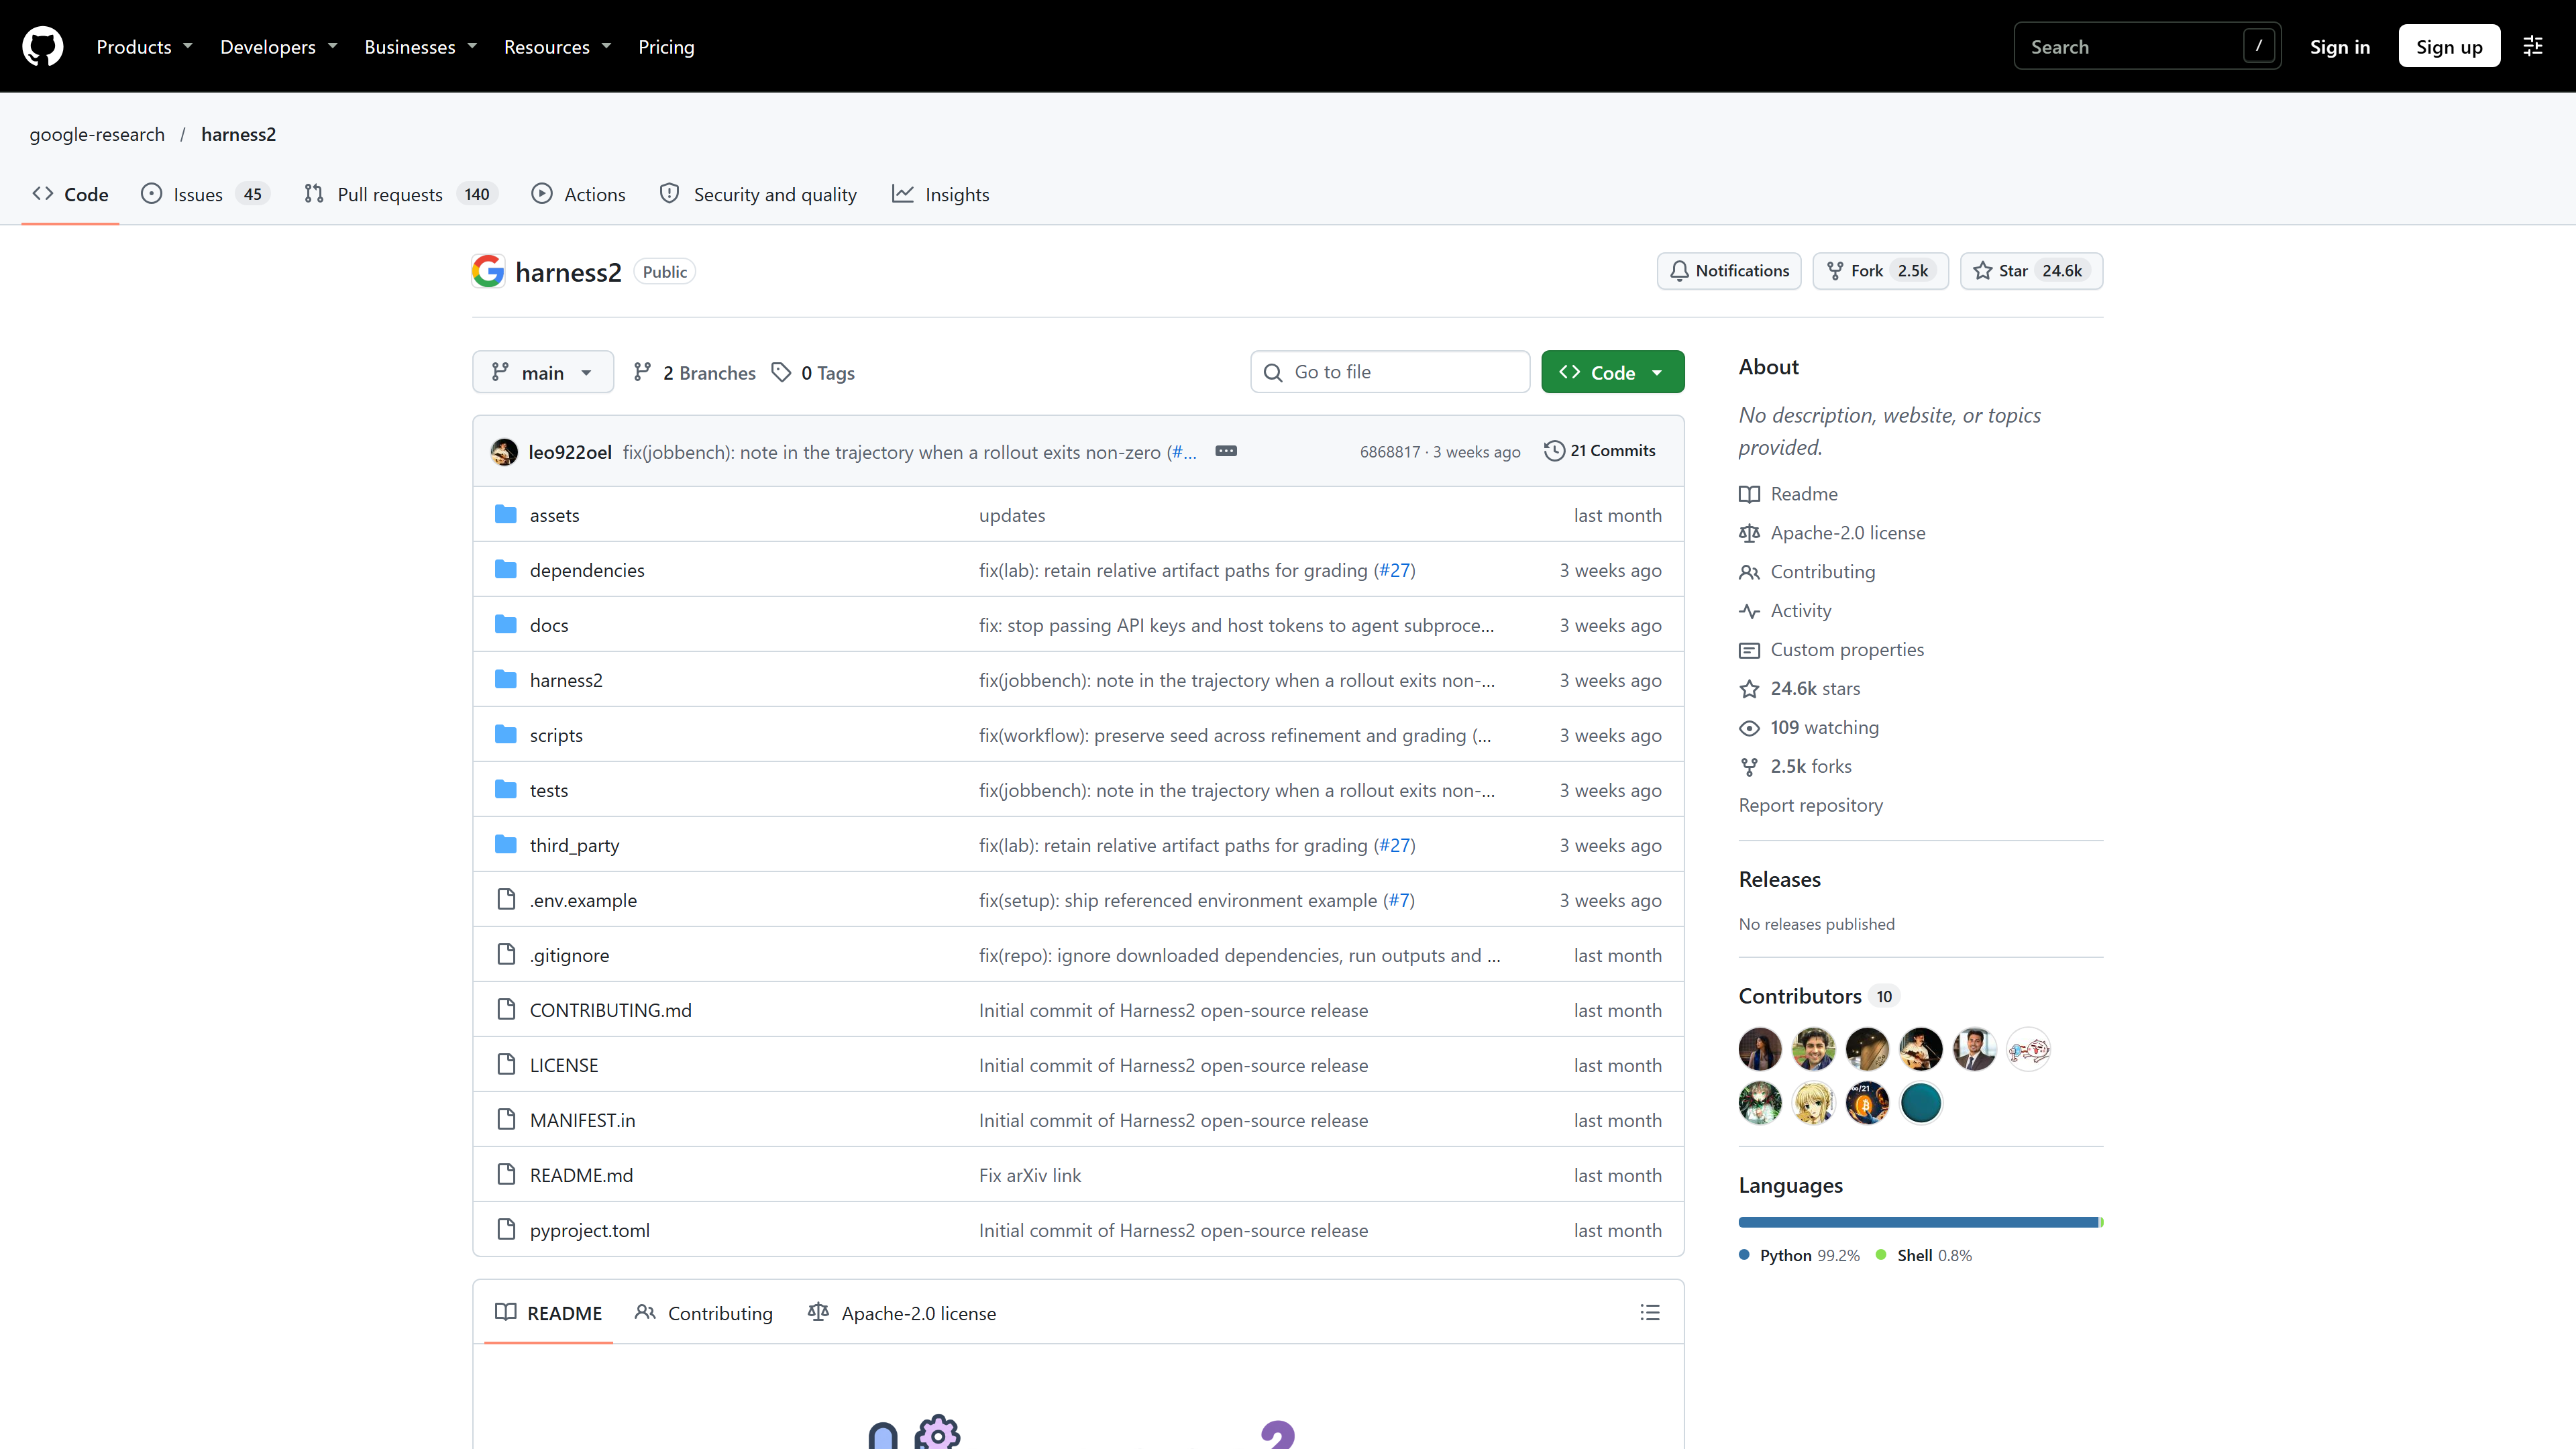 Products Developers Businesses Resources Pricing Search / Sign in Sign up
google-research / harness2
Code Issues 45 Pull requests 140 Actions Security and quality Insights
harness2 Public Notifications Fork 2.5k Star 24.6k
main 2 Branches 0 Tags Go to file Code
leo922oel fix(jobbench): note in the trajectory when a rollout exits non-zero (#... 6868817 · 3 weeks ago 21 Commits
assets updates last month
dependencies fix(lab): retain relative artifact paths for grading (#27) 3 weeks ago
docs fix: stop passing API keys and host tokens to agent subproce... 3 weeks ago
harness2 fix(jobbench): note in the trajectory when a rollout exits non-... 3 weeks ago
scripts fix(workflow): preserve seed across refinement and grading (... 3 weeks ago
tests fix(jobbench): note in the trajectory when a rollout exits non-... 3 weeks ago
third_party fix(lab): retain relative artifact paths for grading (#27) 3 weeks ago
.env.example fix(setup): ship referenced environment example (#7) 3 weeks ago
.gitignore fix(repo): ignore downloaded dependencies, run outputs and ... last month
CONTRIBUTING.md Initial commit of Harness2 open-source release last month
LICENSE Initial commit of Harness2 open-source release last month
MANIFEST.in Initial commit of Harness2 open-source release last month
README.md Fix arXiv link last month
pyproject.toml Initial commit of Harness2 open-source release last month
README Contributing Apache-2.0 license
2
About
No description, website, or topics
provided.
Readme
Apache-2.0 license
Contributing
Activity
Custom properties
24.6k stars
109 watching
2.5k forks
Report repository
Releases
No releases published
Contributors 10
Languages
Python 99.2% Shell 0.8%